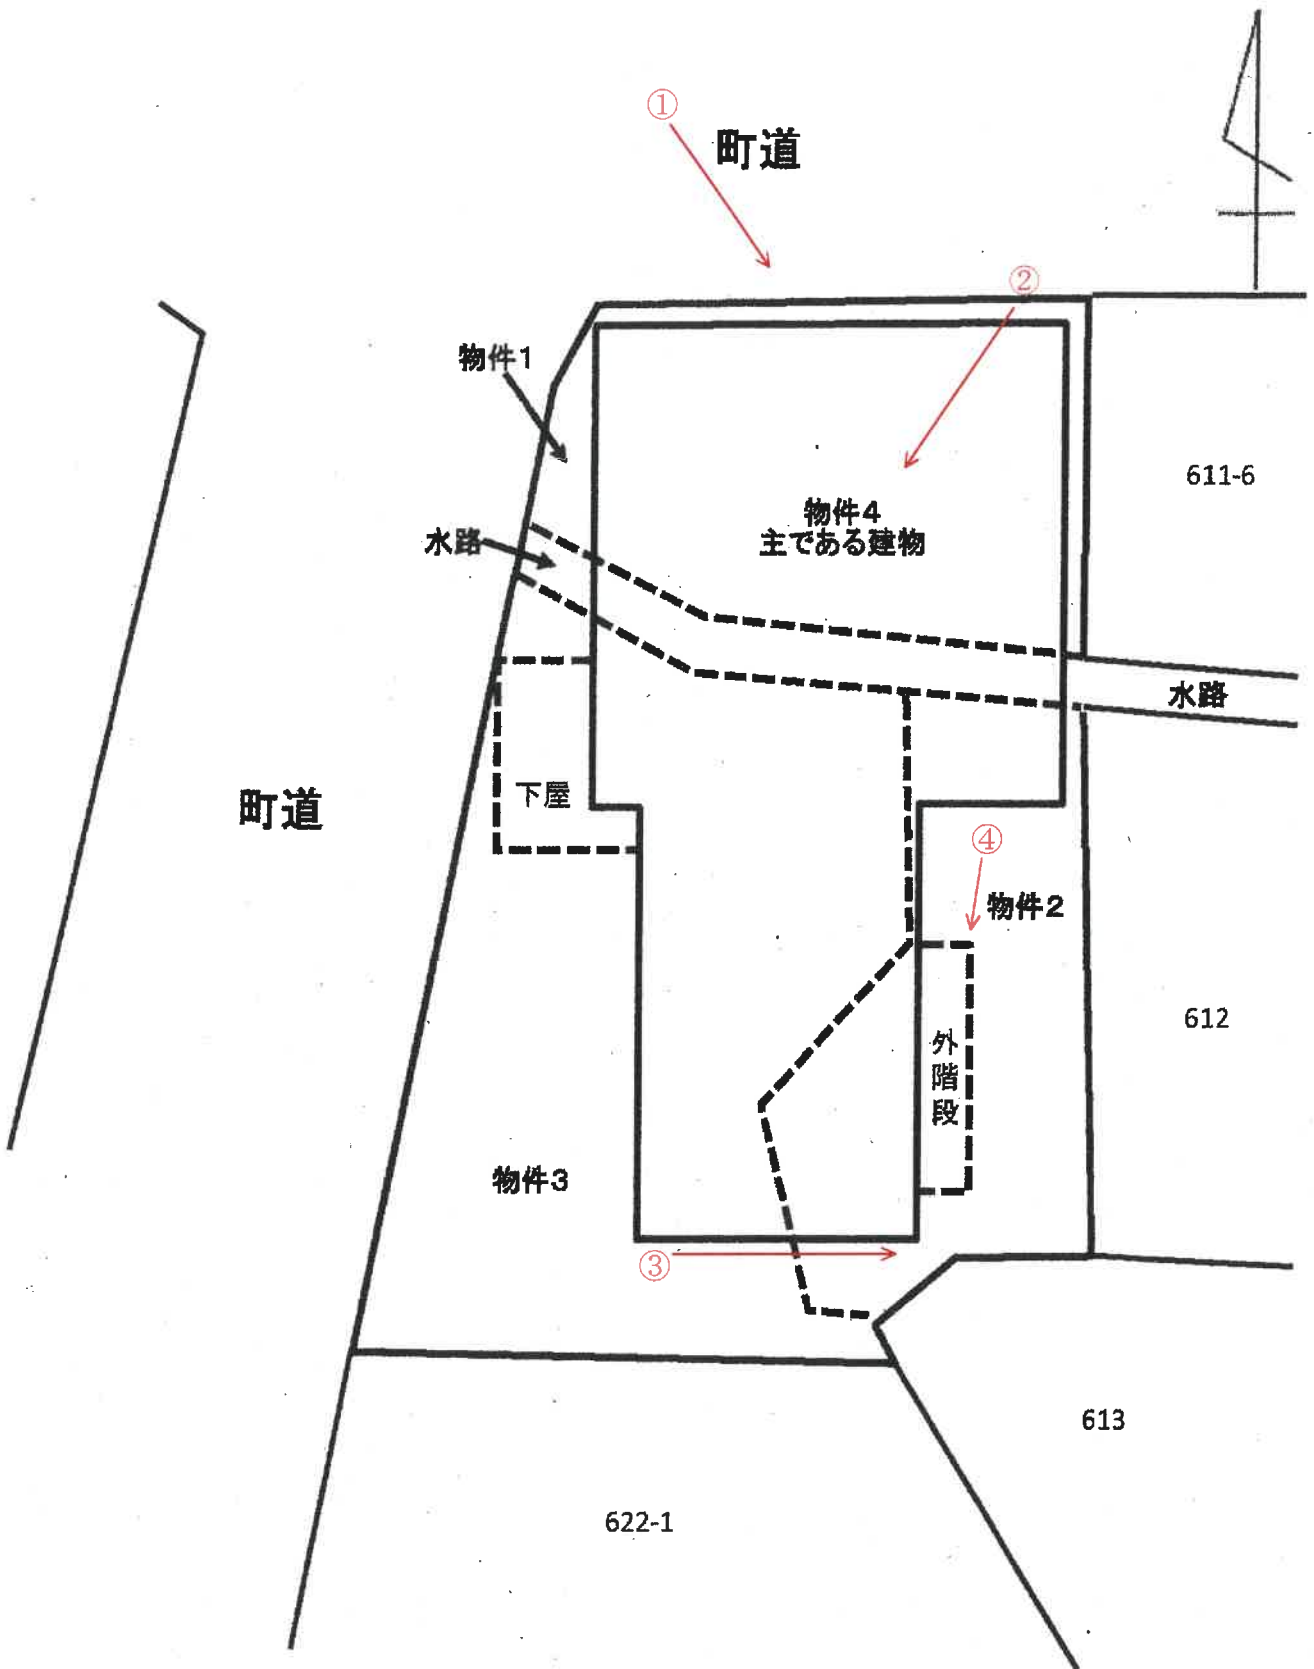 ①
町道
②
物件1
611-6
物件4
主である建物
水路
水路
下屋
町道
④
物件2
612
外階段
物件3
③
613
622-1